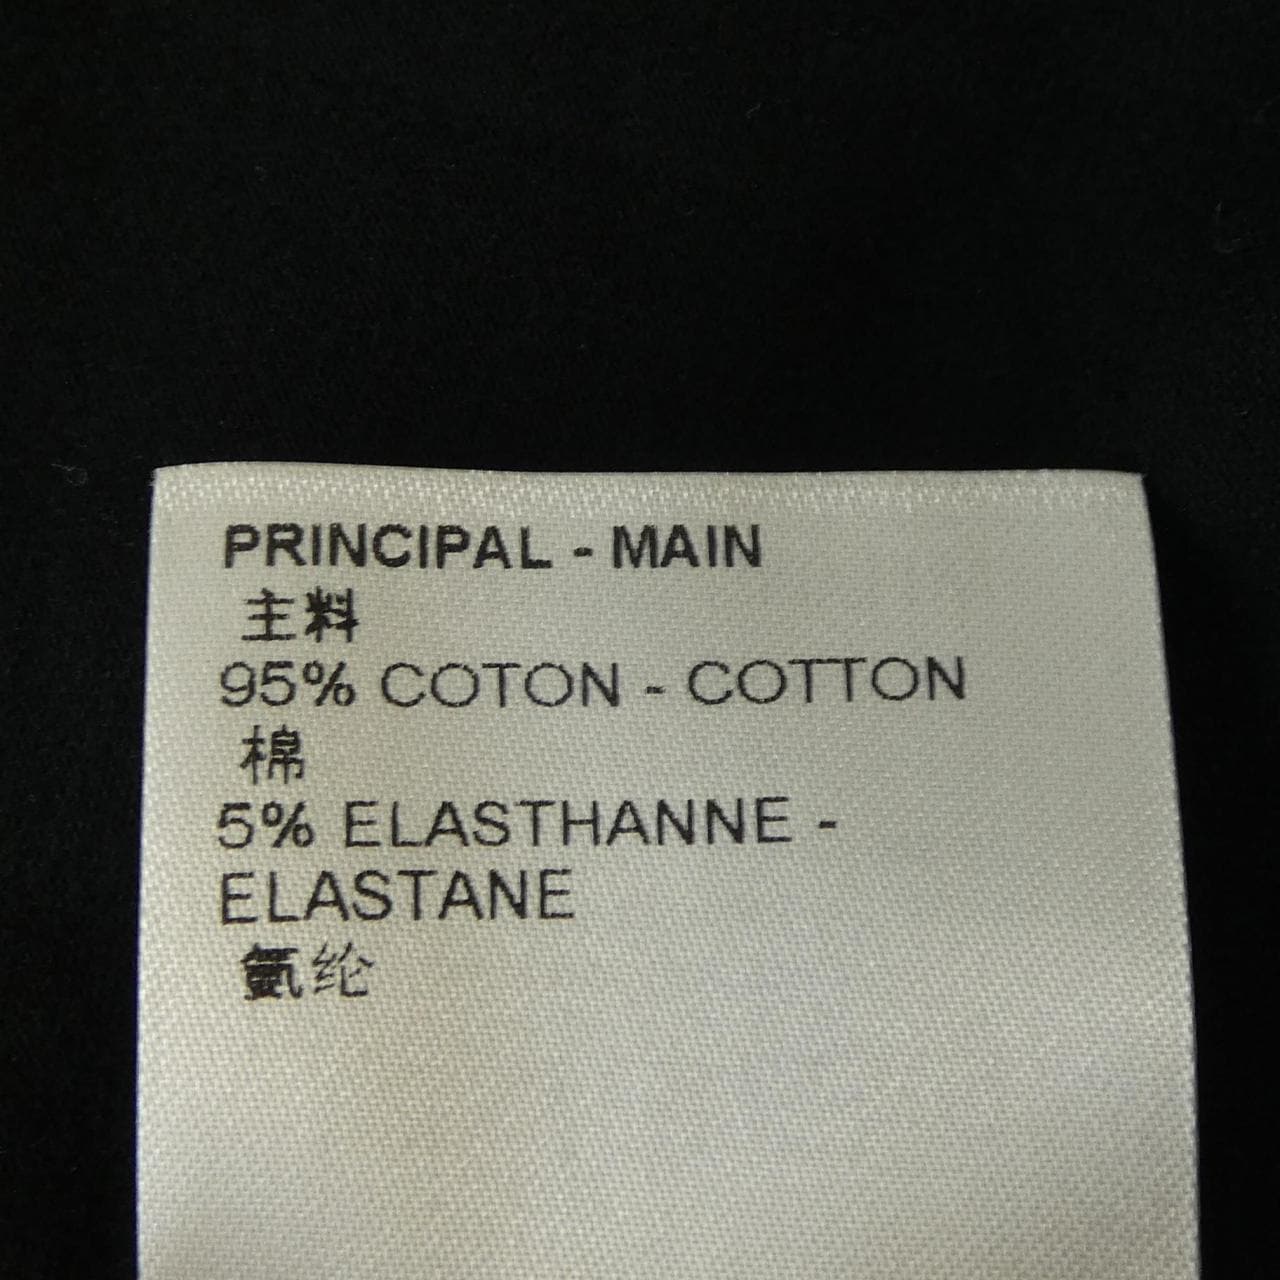 PRINCIPAL - MAIN
主料
95% COTON - COTTON
棉
5% ELASTHANNE -
ELASTANE
氨纶